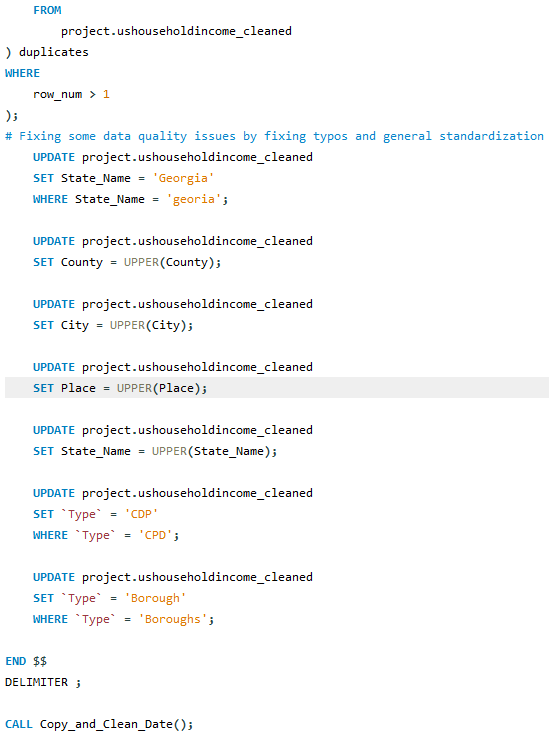 FROM
project.ushouseholdincome_cleaned
) duplicates
WHERE
row_num > 1
);
# Fixing some data quality issues by fixing typos and general standardization
UPDATE project.ushouseholdincome_cleaned
SET State_Name = 'Georgia'
WHERE State_Name = 'georia';
UPDATE project.ushouseholdincome_cleaned
SET County = UPPER(County);
UPDATE project.ushouseholdincome_cleaned
SET City = UPPER(City);
UPDATE project.ushouseholdincome_cleaned
SET Place = UPPER(Place);
UPDATE project.ushouseholdincome_cleaned
SET State_Name = UPPER(State_Name);
UPDATE project.ushouseholdincome_cleaned
SET `Type` = 'CDP'
WHERE `Type` = 'CPD';
UPDATE project.ushouseholdincome_cleaned
SET `Type` = 'Borough'
WHERE `Type` = 'Boroughs';
END $$
DELIMITER ;
CALL Copy_and_Clean_Date();